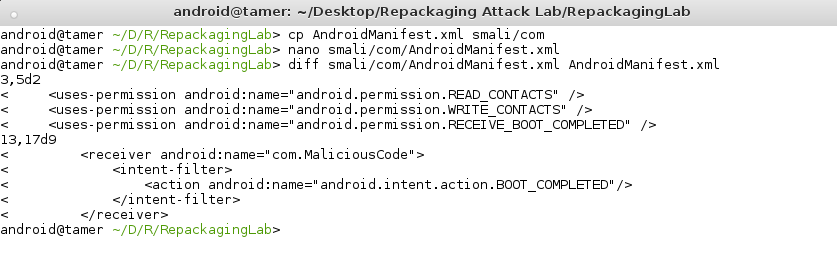 android@tamer: ~/Desktop/Repackaging Attack Lab/RepackagingLab
android@tamer ~/D/R/RepackagingLab> cp AndroidManifest.xml smali/com
android@tamer ~/D/R/RepackagingLab> nano smali/com/AndroidManifest.xml
android@tamer ~/D/R/RepackagingLab> diff smali/com/AndroidManifest.xml AndroidManifest.xml
3,5d2
<     <uses-permission android:name="android.permission.READ_CONTACTS" />
<     <uses-permission android:name="android.permission.WRITE_CONTACTS" />
<     <uses-permission android:name="android.permission.RECEIVE_BOOT_COMPLETED" />
13,17d9
<         <receiver android:name="com.MaliciousCode">
<             <intent-filter>
<                 <action android:name="android.intent.action.BOOT_COMPLETED"/>
<             </intent-filter>
<         </receiver>
android@tamer ~/D/R/RepackagingLab>